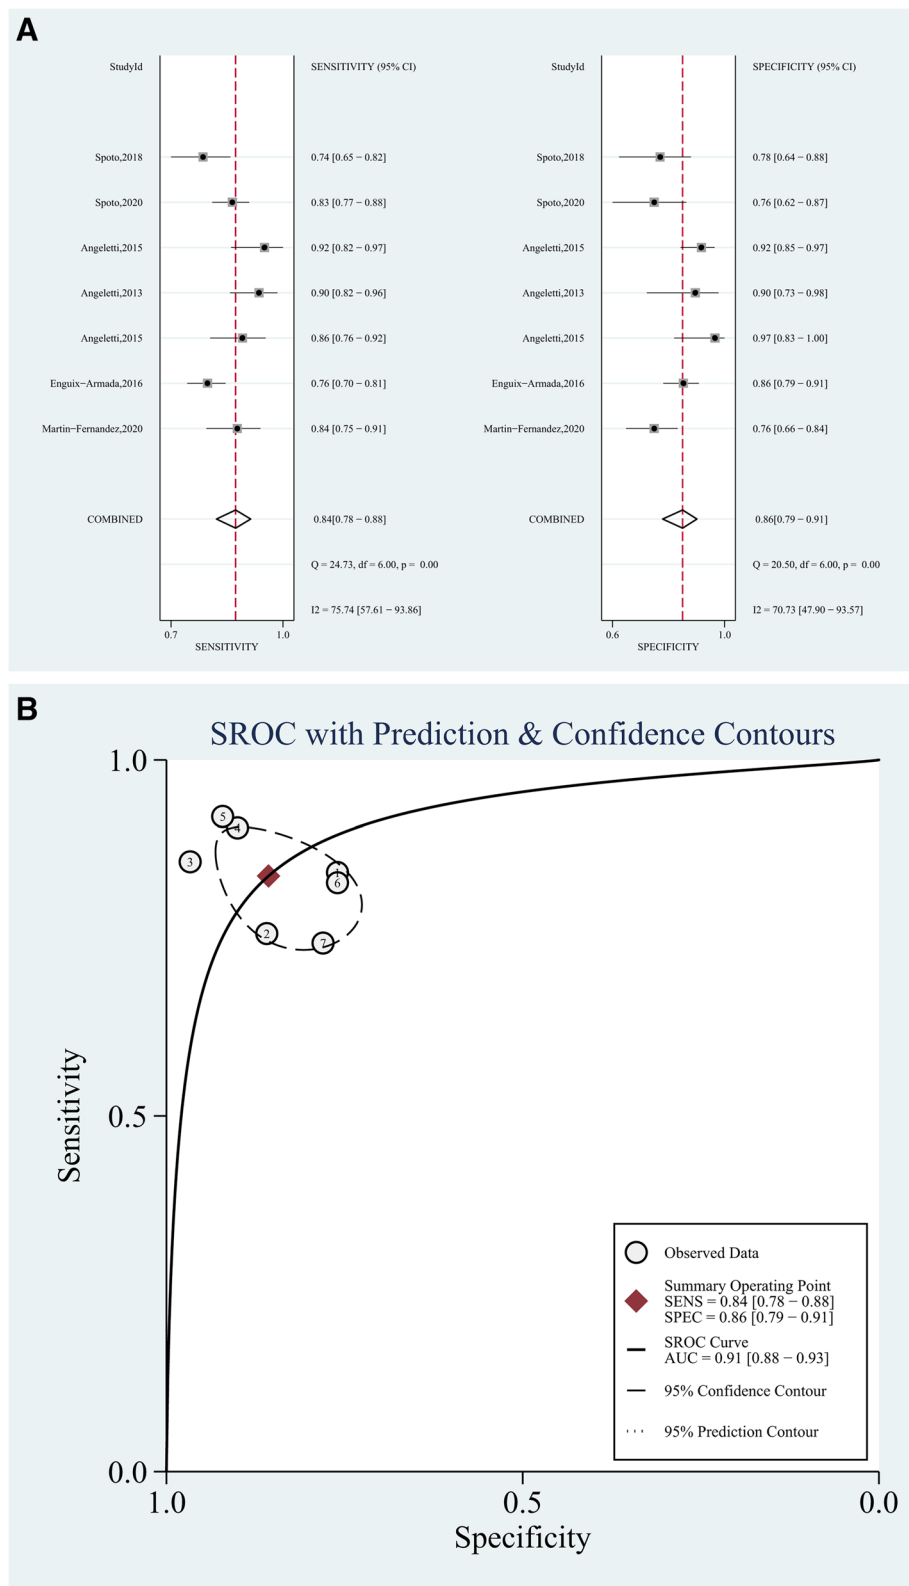 A
StudyId SENSITIVITY (95% CI)
Spoto,2018 0.74 [0.65 − 0.82]
Spoto,2020 0.83 [0.77 − 0.88]
Angeletti,2015 0.92 [0.82 − 0.97]
Angeletti,2013 0.90 [0.82 − 0.96]
Angeletti,2015 0.86 [0.76 − 0.92]
Enguix−Armada,2016 0.76 [0.70 − 0.81]
Martin−Fernandez,2020 0.84 [0.75 − 0.91]
COMBINED 0.84[0.78 − 0.88]
Q = 24.73, df = 6.00, p = 0.00
I2 = 75.74 [57.61 − 93.86]
0.7 1.0
SENSITIVITY
StudyId SPECIFICITY (95% CI)
Spoto,2018 0.78 [0.64 − 0.88]
Spoto,2020 0.76 [0.62 − 0.87]
Angeletti,2015 0.92 [0.85 − 0.97]
Angeletti,2013 0.90 [0.73 − 0.98]
Angeletti,2015 0.97 [0.83 − 1.00]
Enguix−Armada,2016 0.86 [0.79 − 0.91]
Martin−Fernandez,2020 0.76 [0.66 − 0.84]
COMBINED 0.86[0.79 − 0.91]
Q = 20.50, df = 6.00, p = 0.00
I2 = 70.73 [47.90 − 93.57]
0.6 1.0
SPECIFICITY
B
SROC with Prediction & Confidence Contours
1.0
5
4
3
1
6
2
7
Sensitivity
0.5
Observed Data
Summary Operating Point
SENS = 0.84 [0.78 − 0.88]
SPEC = 0.86 [0.79 − 0.91]
SROC Curve
AUC = 0.91 [0.88 − 0.93]
95% Confidence Contour
95% Prediction Contour
0.0
1.0 0.5 0.0
Specificity